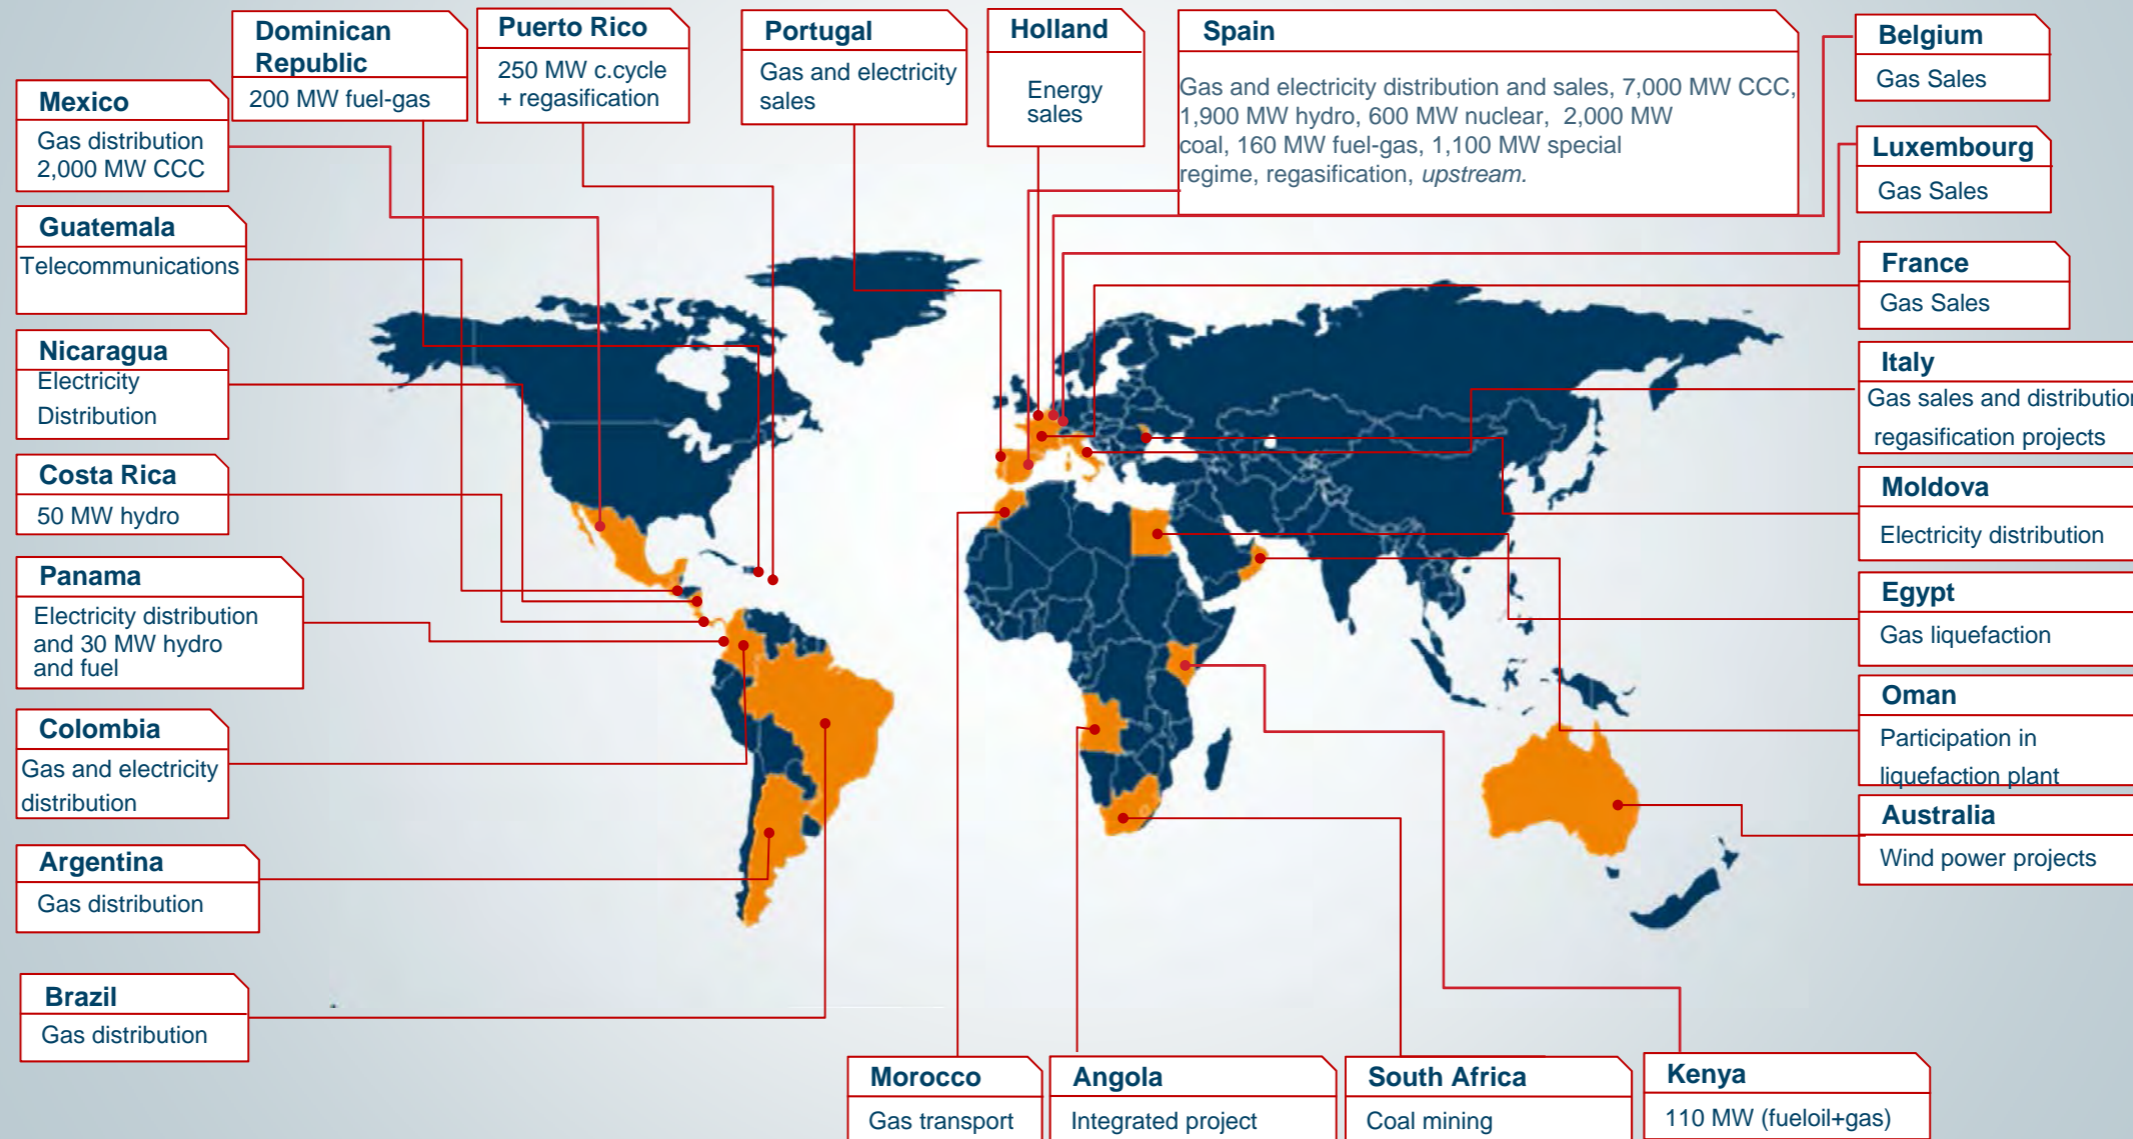 Dominican
Republic
200 MW fuel-gas
Puerto Rico
250 MW c.cycle
+ regasification
Portugal
Gas and electricity
sales
Holland
Energy
sales
Spain
Gas and electricity distribution and sales, 7,000 MW CCC,
1,900 MW hydro, 600 MW nuclear, 2,000 MW
coal, 160 MW fuel-gas, 1,100 MW special
regime, regasification, upstream.
Belgium
Gas Sales
Luxembourg
Gas Sales
France
Gas Sales
Italy
Gas sales and distribution
regasification projects
Moldova
Electricity distribution
Egypt
Gas liquefaction
Oman
Participation in
liquefaction plant
Australia
Wind power projects
Mexico
Gas distribution
2,000 MW CCC
Guatemala
Telecommunications
Nicaragua
Electricity
Distribution
Costa Rica
50 MW hydro
Panama
Electricity distribution
and 30 MW hydro
and fuel
Colombia
Gas and electricity
distribution
Argentina
Gas distribution
Brazil
Gas distribution
Morocco
Gas transport
Angola
Integrated project
South Africa
Coal mining
Kenya
110 MW (fueloil+gas)